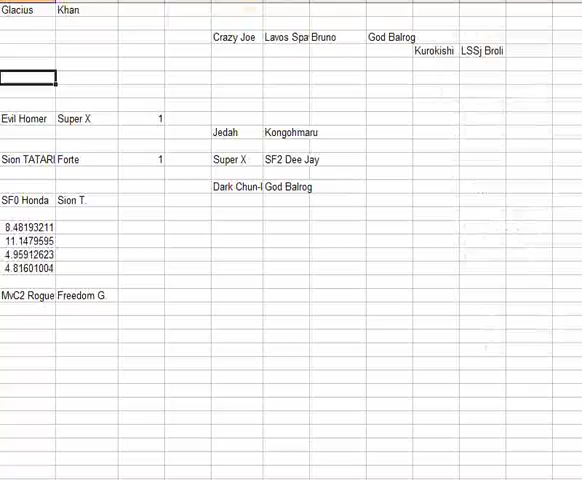 Glacius Khan
Crazy Joe Lavos Spa Bruno God Balrog
Kurokishi LSSj Broli
Evil Homer Super X 1
Jedah Kongohmaru
Sion TATARI Forte 1 Super X SF2 Dee Jay
Dark Chun-L God Balrog
SF0 Honda Sion T.
8.48193211
11.1479595
4.95912623
4.81601004
MvC2 Rogue Freedom G